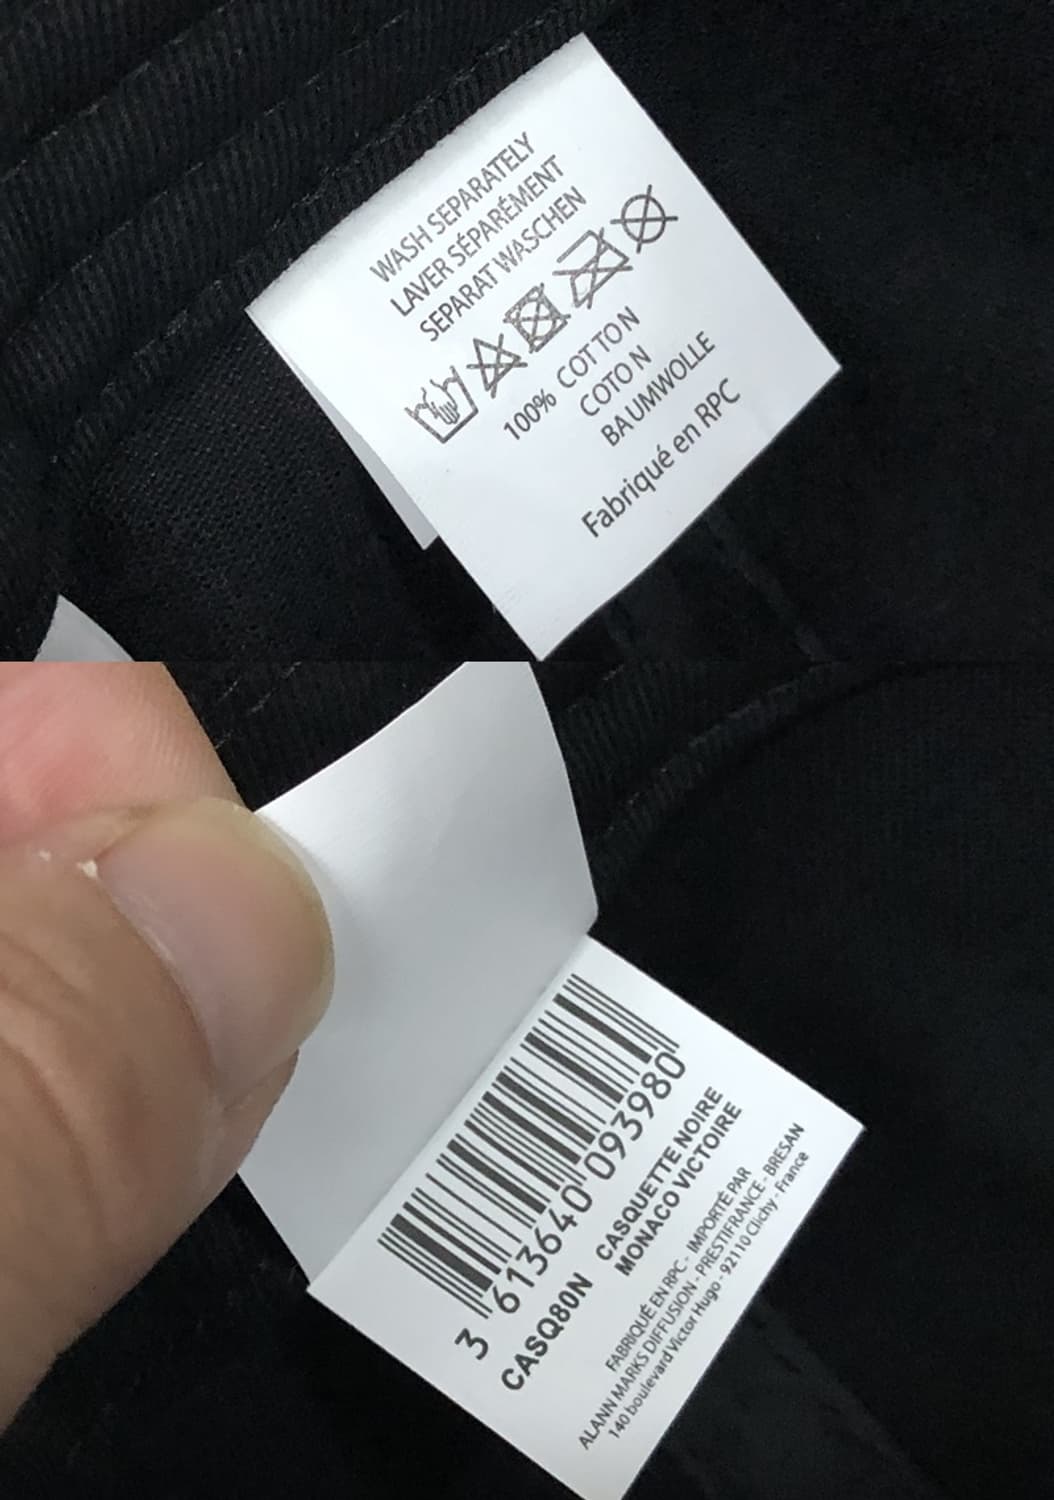 WASH SEPARATELY
LAVER SÉPARÉMENT
SEPARAT WASCHEN
100% COTTON
COTON
BAUMWOLLE
Fabriqué en RPC
3 613640 093980
CASQ80N CASQUETTE NOIRE
MONACO VICTOIRE
FABRIQUÉ EN RPC - IMPORTÉ PAR
ALANN MARKS DIFFUSION - PRESTIFRANCE - BRESAN
140 boulevard Victor Hugo - 92110 Clichy - France